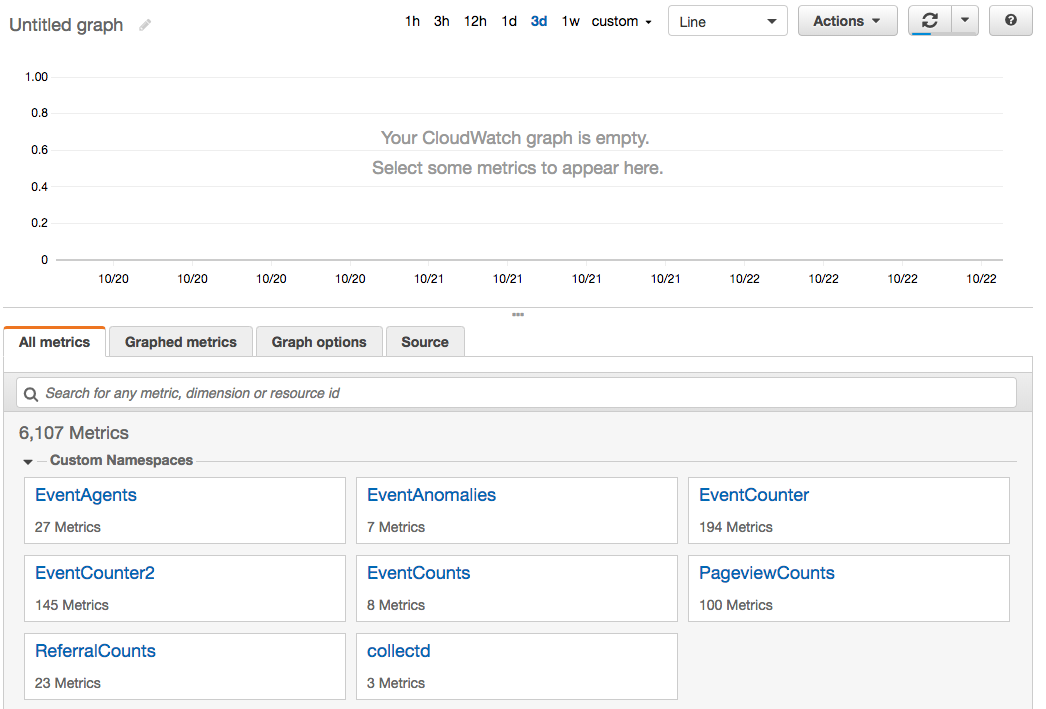 Untitled graph
1h 3h 12h 1d 3d 1w custom Line Actions
1.00
0.8
0.6
0.4
0.2
0
Your CloudWatch graph is empty.
Select some metrics to appear here.
10/20 10/20 10/20 10/20 10/21 10/21 10/21 10/21 10/22 10/22 10/22 10/22
All metrics Graphed metrics Graph options Source
Search for any metric, dimension or resource id
6,107 Metrics
Custom Namespaces
EventAgents EventAnomalies EventCounter
27 Metrics 7 Metrics 194 Metrics
EventCounter2 EventCounts PageviewCounts
145 Metrics 8 Metrics 100 Metrics
ReferralCounts collectd
23 Metrics 3 Metrics